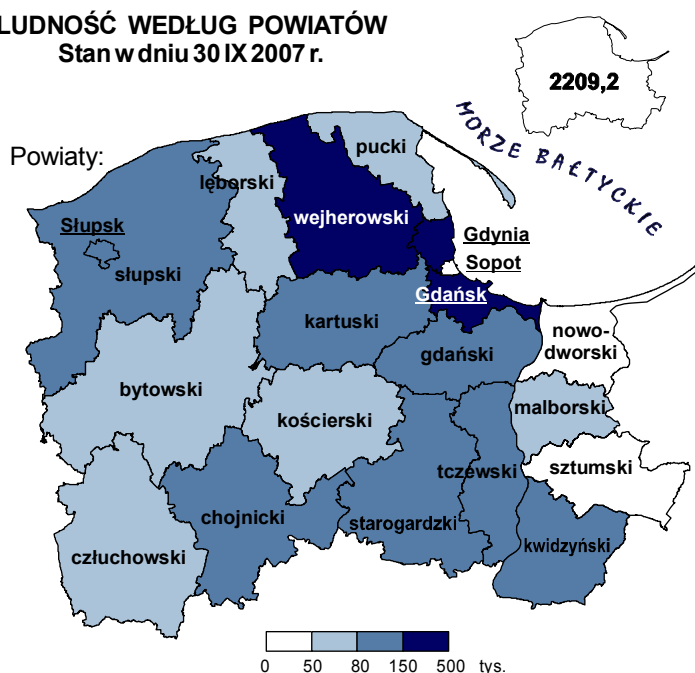 LUDNOŚĆ WEDŁUG POWIATÓW
Stan w dniu 30 IX 2007 r.
2209,2
MORZE BAŁTYCKIE
Powiaty:
pucki
lęborski
wejherowski
Słupsk
słupski
Gdynia
Sopot
Gdańsk
kartuski
nowo-
dworski
gdański
bytowski
malborski
kościerski
tczewski
sztumski
chojnicki
starogardzki
kwidzyński
człuchowski
0 50 80 150 500 tys.